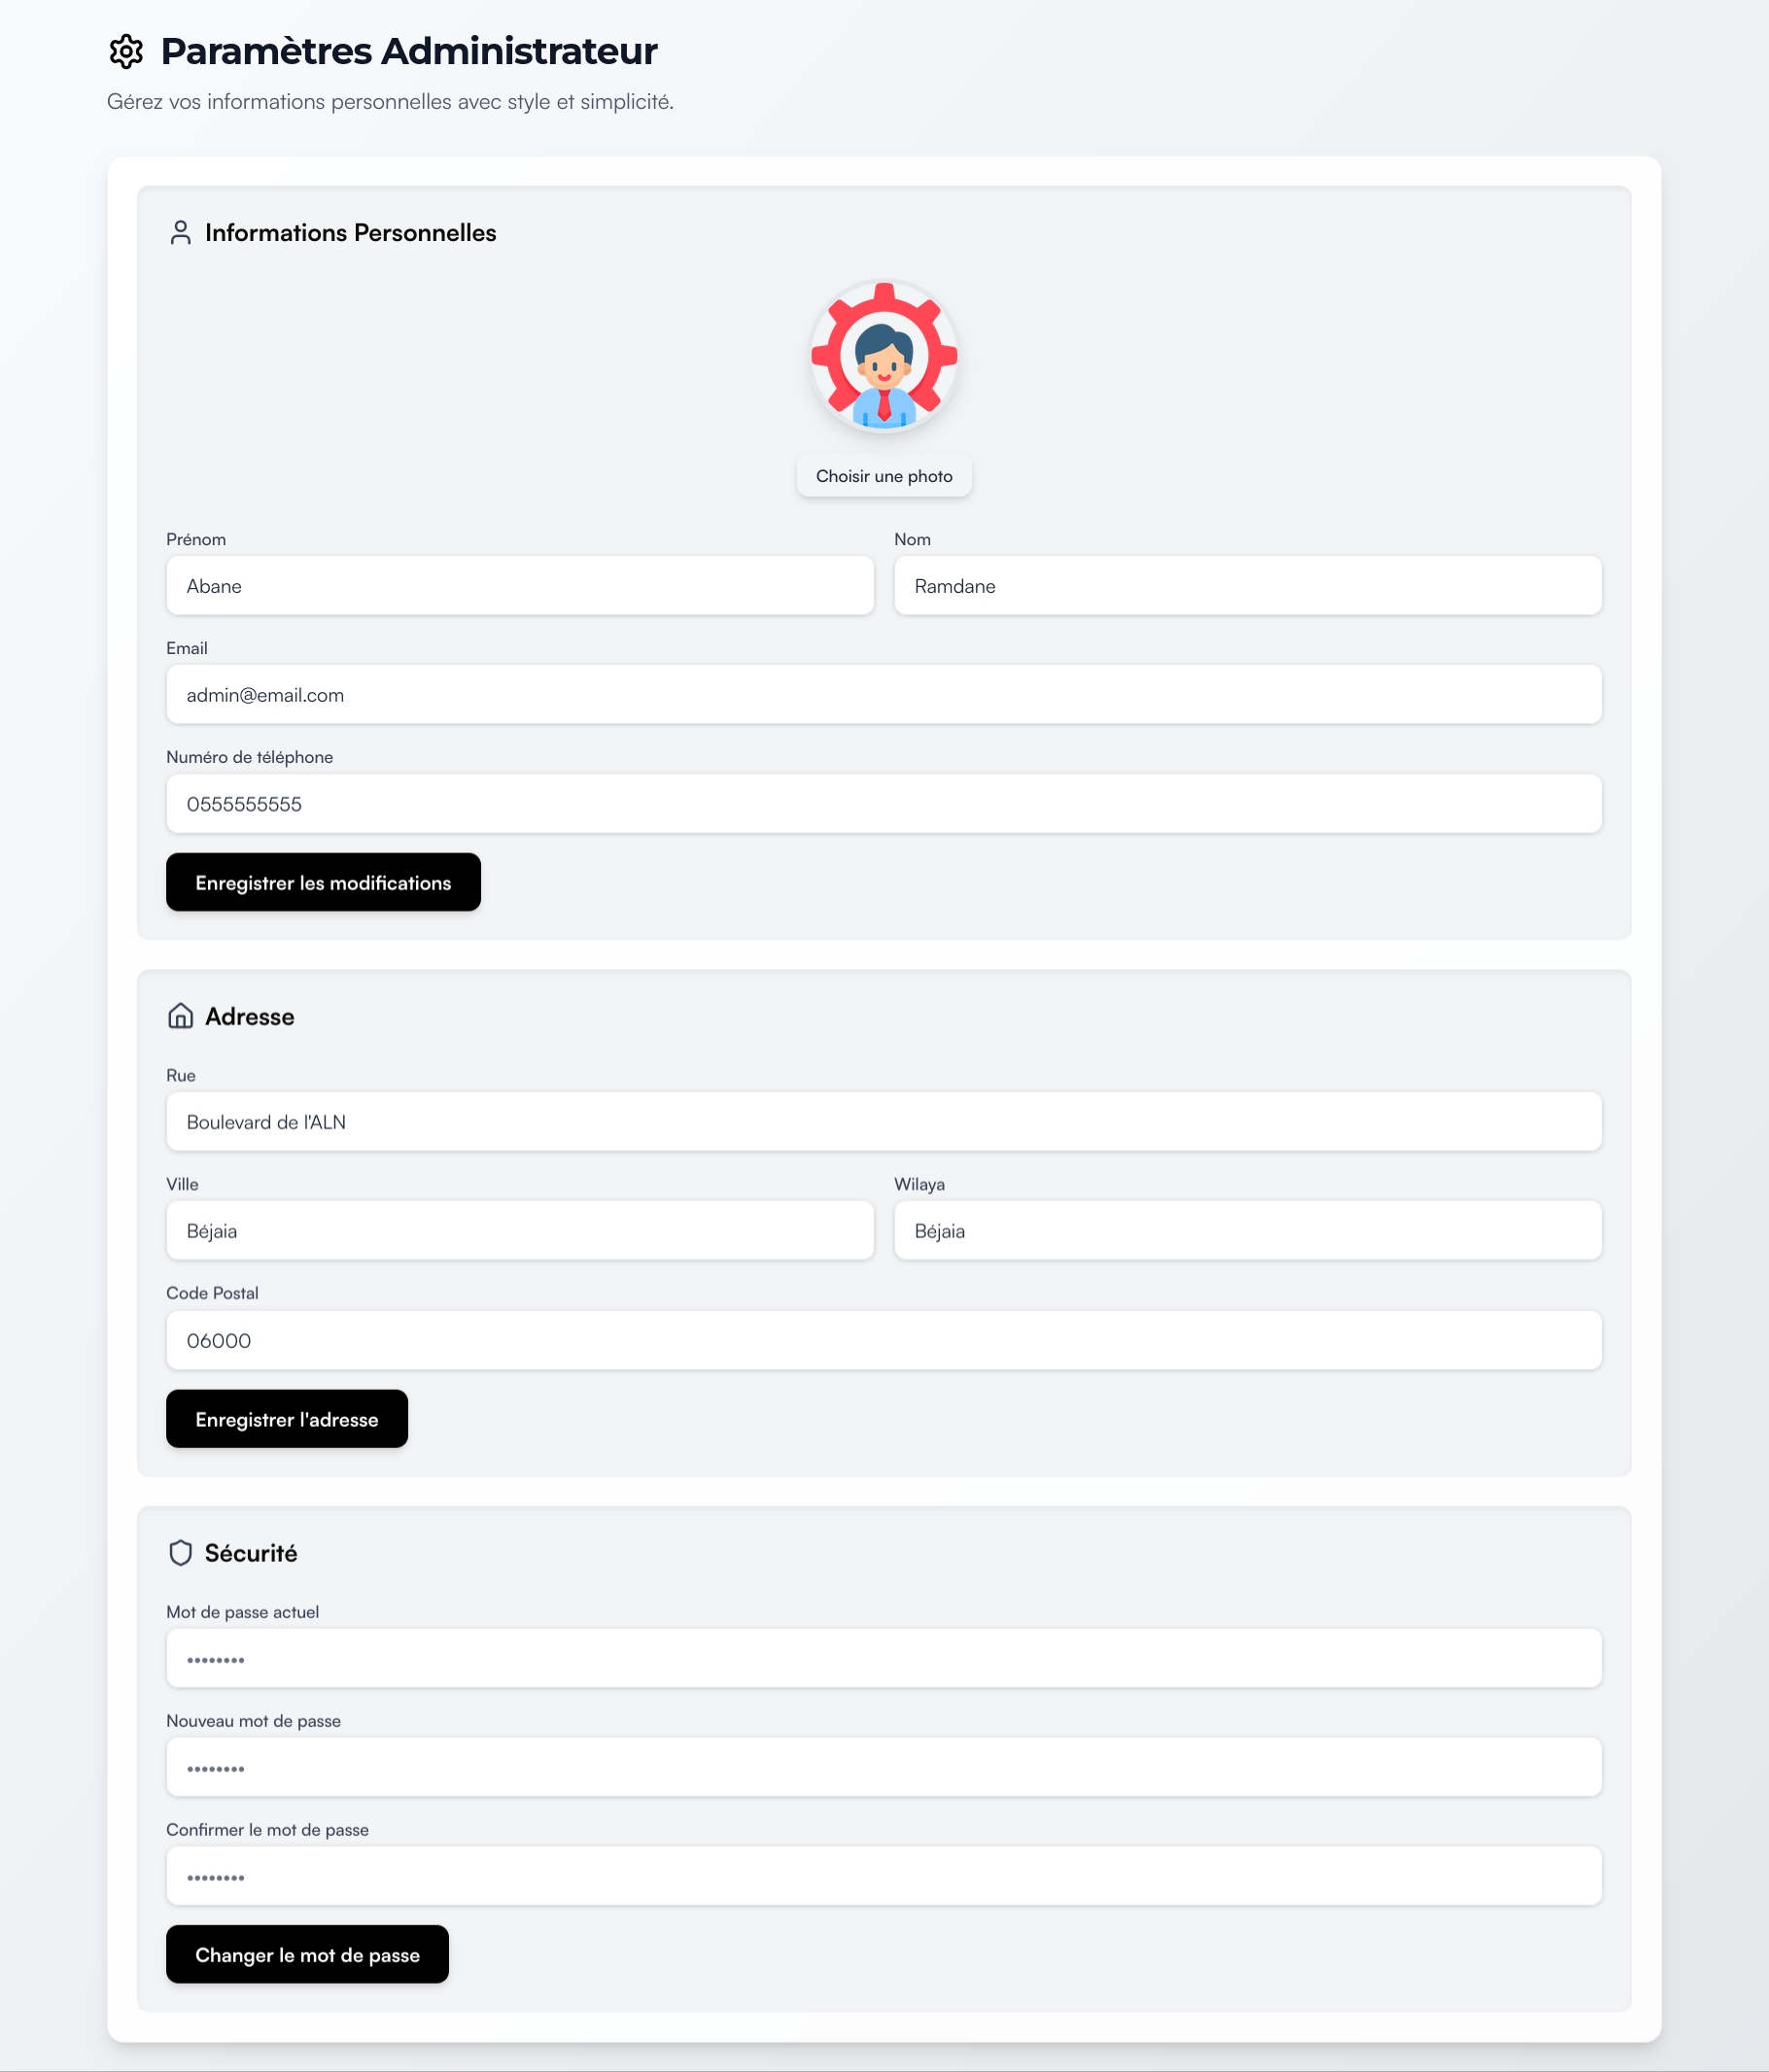 Paramètres Administrateur
Gérez vos informations personnelles avec style et simplicité.
Informations Personnelles
Choisir une photo
Prénom
Nom
Abane
Ramdane
Email
admin@email.com
Numéro de téléphone
0555555555
Enregistrer les modifications
Adresse
Rue
Boulevard de l'ALN
Ville
Wilaya
Béjaia
Béjaia
Code Postal
06000
Enregistrer l'adresse
Sécurité
Mot de passe actuel
••••••••
Nouveau mot de passe
••••••••
Confirmer le mot de passe
••••••••
Changer le mot de passe